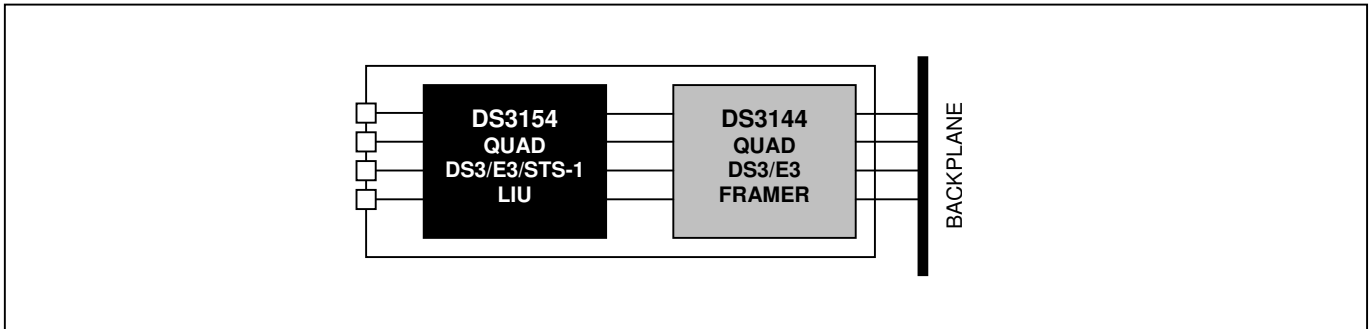 DS3154
QUAD
DS3/E3/STS-1
LIU
DS3144
QUAD
DS3/E3
FRAMER
BACKPLANE